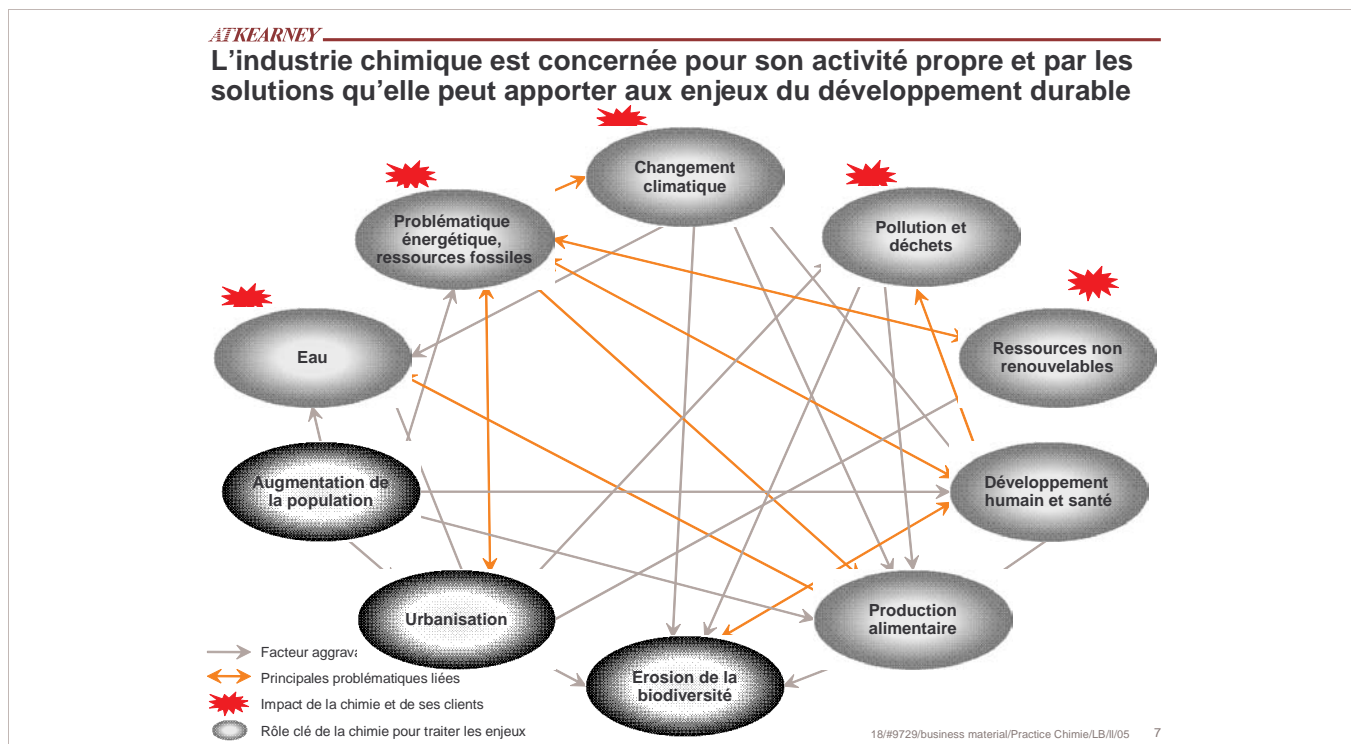 ATKEARNEY
L'industrie chimique est concernée pour son activité propre et par les
solutions qu'elle peut apporter aux enjeux du développement durable
Changement
climatique
Problématique
énergétique,
ressources fossiles
Pollution et
déchets
Eau
Ressources non
renouvelables
Augmentation de
la population
Développement
humain et santé
Urbanisation
Production
alimentaire
Erosion de la
biodiversité
Facteur
Principales problématiques liées
Impact de la chimie et de ses clients
Rôle clé de la chimie pour traiter les enjeux
18/#9729/business material/Practice Chimie/LB/II/05 7